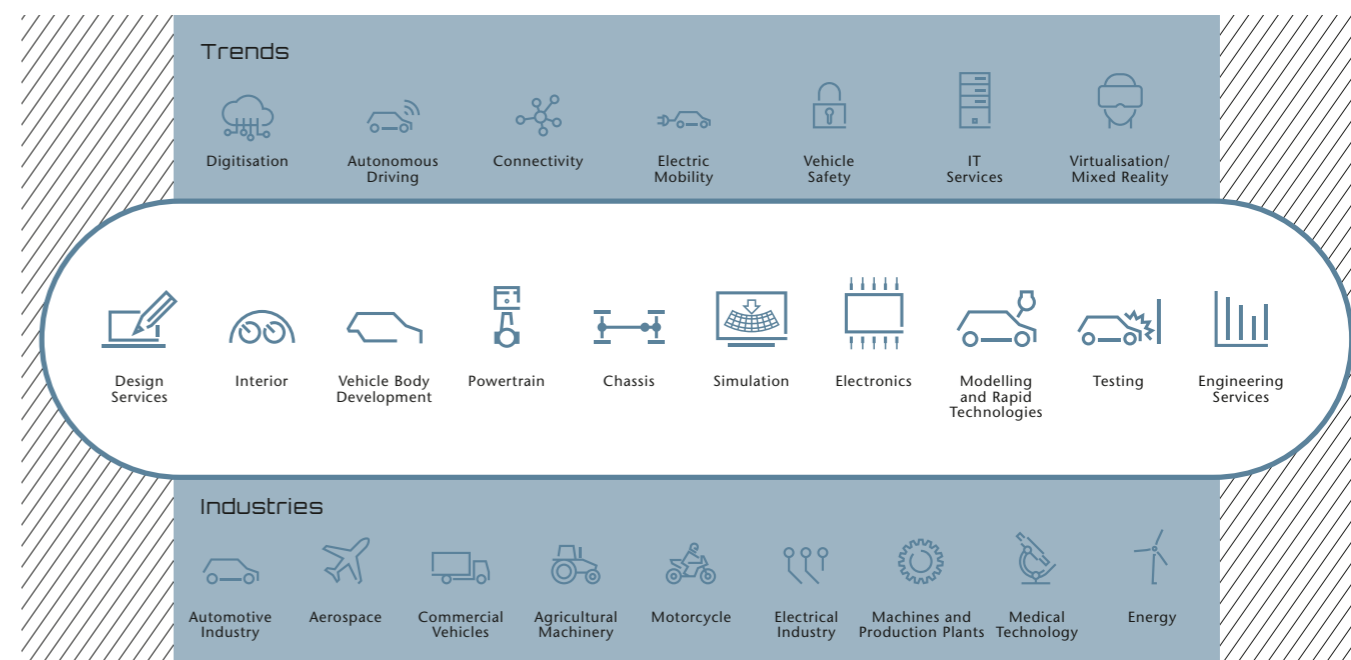 Trends
Digitisation
Autonomous
Driving
Connectivity
Electric
Mobility
Vehicle
Safety
IT
Services
Virtualisation/
Mixed Reality
Design
Services
Interior
Vehicle Body
Development
Powertrain
Chassis
Simulation
Electronics
Modelling
and Rapid
Technologies
Testing
Engineering
Services
Industries
Automotive
Industry
Aerospace
Commercial
Vehicles
Agricultural
Machinery
Motorcycle
Electrical
Industry
Machines and
Production Plants
Medical
Technology
Energy